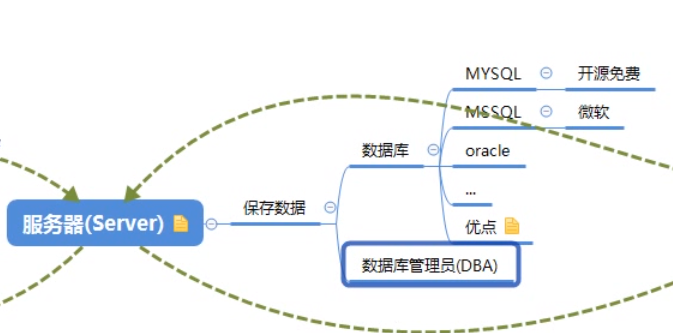 MYSQL
开源免费
MSSQL
微软
数据库
oracle
...
保存数据
服务器(Server)
优点
数据库管理员(DBA)